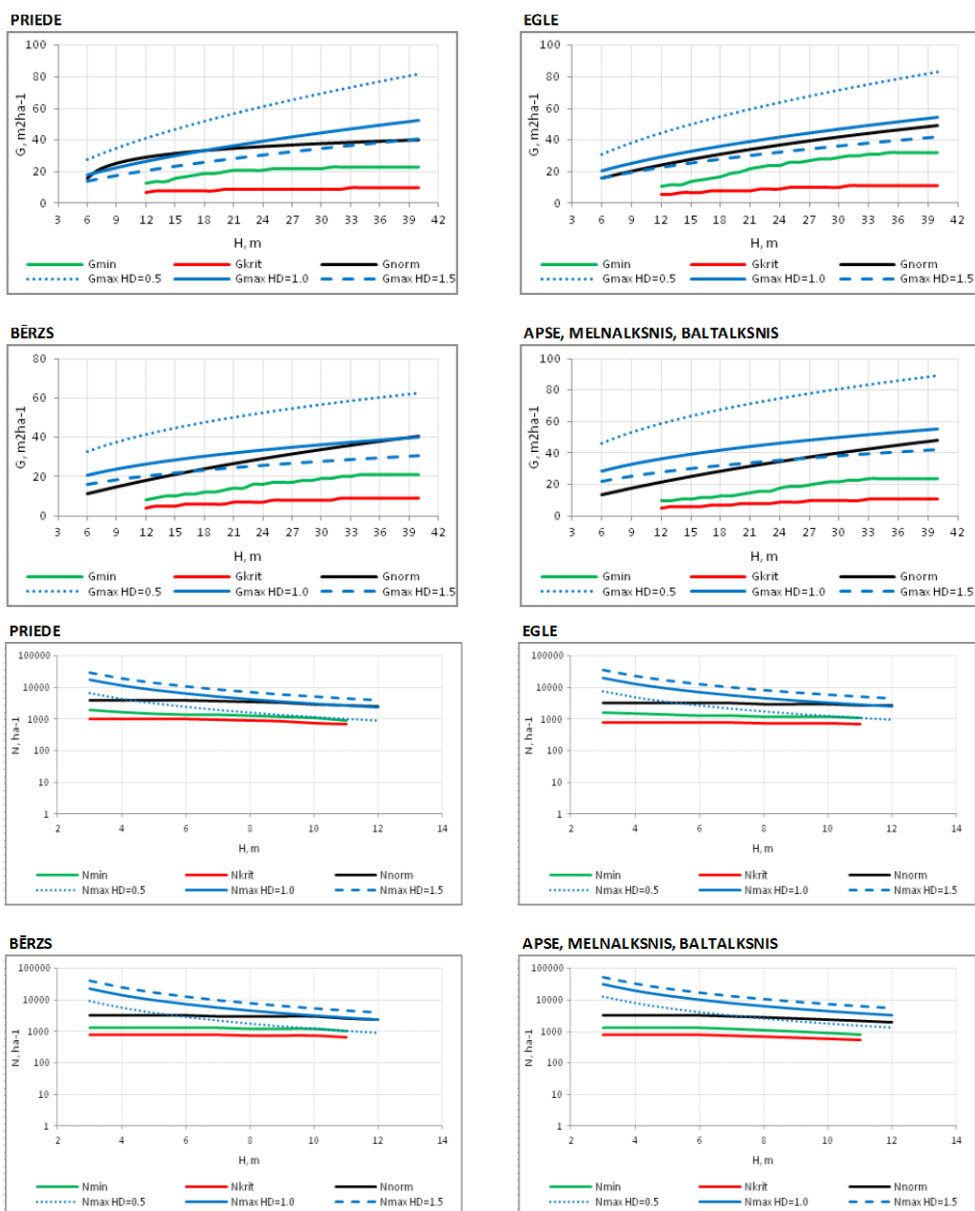 PRIEDE
EGLE
G, m2ha-1
100
80
60
40
20
0
3 6 9 12 15 18 21 24 27 30 33 36 39 42
H, m
Gmin Gkrit Gnorm
Gmax HD=0.5 Gmax HD=1.0 Gmax HD=1.5
G, m2ha-1
100
80
60
40
20
0
3 6 9 12 15 18 21 24 27 30 33 36 39 42
H, m
Gmin Gkrit Gnorm
Gmax HD=0.5 Gmax HD=1.0 Gmax HD=1.5
BĒRZS
APSE, MELNALKSNIS, BALTALKSNIS
G, m2ha-1
80
60
40
20
0
3 6 9 12 15 18 21 24 27 30 33 36 39 42
H, m
Gmin Gkrit Gnorm
Gmax HD=0.5 Gmax HD=1.0 Gmax HD=1.5
G, m2ha-1
100
80
60
40
20
0
3 6 9 12 15 18 21 24 27 30 33 36 39 42
H, m
Gmin Gkrit Gnorm
Gmax HD=0.5 Gmax HD=1.0 Gmax HD=1.5
PRIEDE
EGLE
N, ha-1
100000
10000
1000
100
10
1
2 4 6 8 10 12 14
H, m
Nmin Nkrit Nnorm
Nmax HD=0.5 Nmax HD=1.0 Nmax HD=1.5
N, ha-1
100000
10000
1000
100
10
1
2 4 6 8 10 12 14
H, m
Nmin Nkrit Nnorm
Nmax HD=0.5 Nmax HD=1.0 Nmax HD=1.5
BĒRZS
APSE, MELNALKSNIS, BALTALKSNIS
N, ha-1
100000
10000
1000
100
10
1
2 4 6 8 10 12 14
H, m
Nmin Nkrit Nnorm
Nmax HD=0.5 Nmax HD=1.0 Nmax HD=1.5
N, ha-1
100000
10000
1000
100
10
1
2 4 6 8 10 12 14
H, m
Nmin Nkrit Nnorm
Nmax HD=0.5 Nmax HD=1.0 Nmax HD=1.5